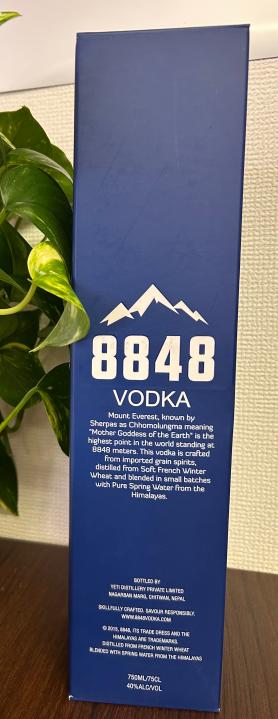 8848
VODKA
Mount Everest, known by
Sherpas as Chhomolungma meaning
"Mother Goddess of the Earth" is the
highest point in the world standing at
8848 meters. This vodka is crafted
from imported grain spirits,
distilled from Soft French Winter
Wheat and blended in small batches
with Pure Spring Water from the
Himalayas.
BOTTLED BY
YETI DISTILLERY PRIVATE LIMITED
NAGARBAN MARG, CHITWAN, NEPAL
SKILLFULLY CRAFTED. SAVOUR RESPONSIBLY.
WWW.8848VODKA.COM
© 2015. 8848, ITS TRADE DRESS AND THE
HIMALAYAS ARE TRADEMARKS.
DISTILLED FROM FRENCH WINTER WHEAT
BLENDED WITH SPRING WATER FROM THE HIMALAYAS
750ML/75CL
40%ALC/VOL